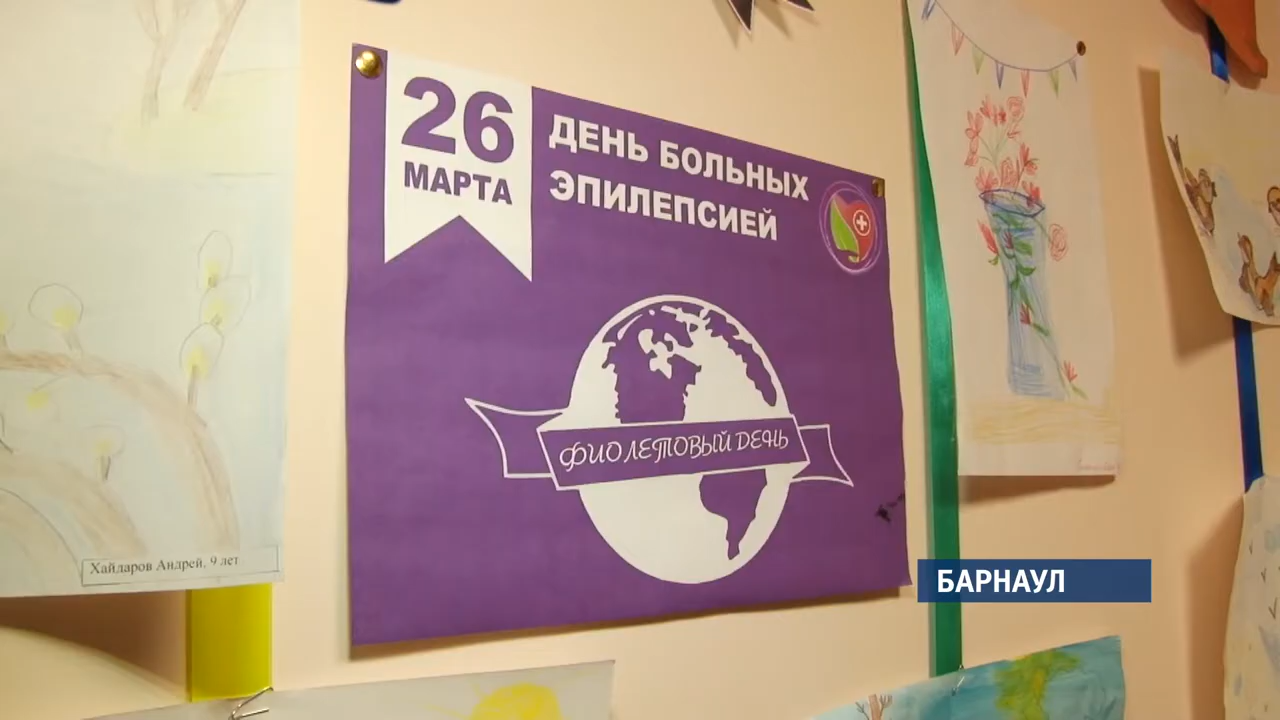 26
МАРТА
ДЕНЬ БОЛЬНЫХ
ЭПИЛЕПСИЕЙ
ФИОЛЕТОВЫЙ ДЕНЬ
Хайдаров Андрей, 9 лет
БАРНАУЛ